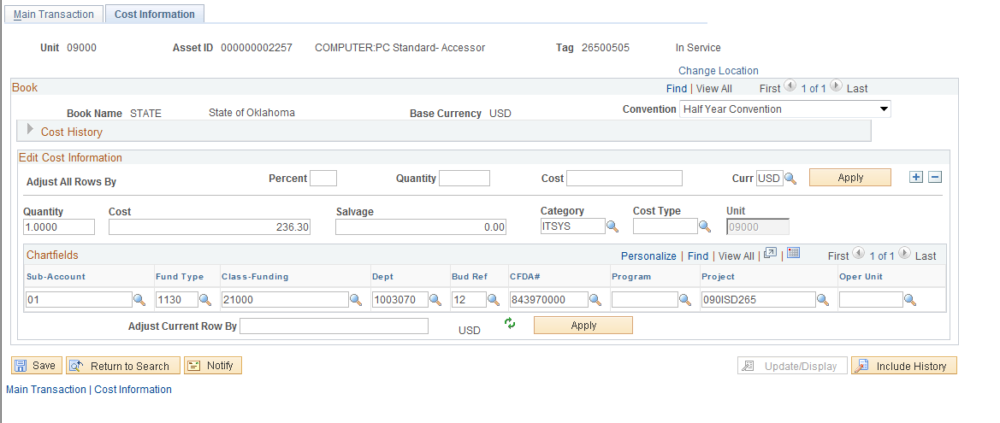 Main Transaction Cost Information
Unit 09000 Asset ID 000000002257 COMPUTER:PC Standard- Accessor Tag 26500505 In Service
Change Location
Book Find | View All First 1 of 1 Last
Book Name STATE State of Oklahoma Base Currency USD Convention Half Year Convention
Cost History
Edit Cost Information
Adjust All Rows By Percent Quantity Cost Curr USD Apply
Quantity Cost Salvage Category Cost Type Unit
1.0000 236.30 0.00 ITSYS 09000
Chartfields Personalize | Find | View All | | First 1 of 1 Last
Sub-Account Fund Type Class-Funding Dept Bud Ref CFDA# Program Project Oper Unit
01 1130 21000 1003070 12 843970000 090ISD265
Adjust Current Row By USD Apply
Save Return to Search Notify Update/Display Include History
Main Transaction | Cost Information